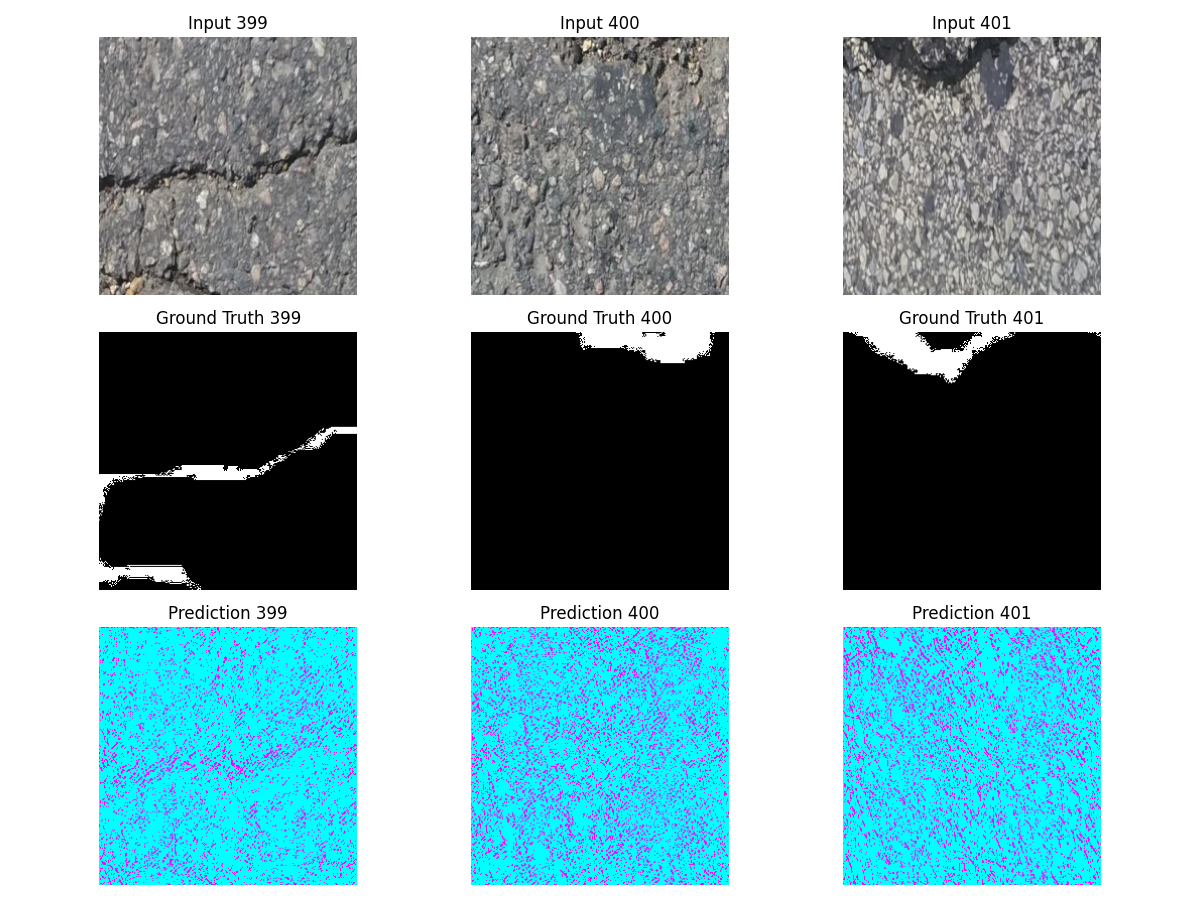 Input 399
Input 400
Input 401
Ground Truth 399
Ground Truth 400
Ground Truth 401
Prediction 399
Prediction 400
Prediction 401